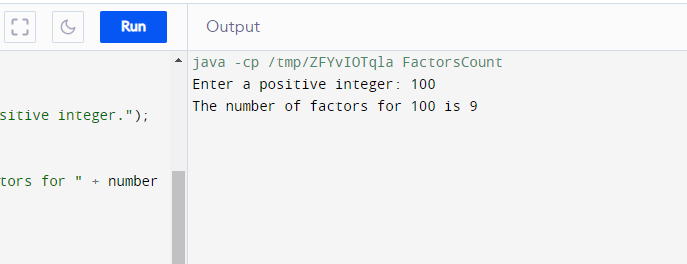 Run
Output
java -cp /tmp/ZFYvIOTqla FactorsCount
Enter a positive integer: 100
The number of factors for 100 is 9
sitive integer.");
tors for " + number